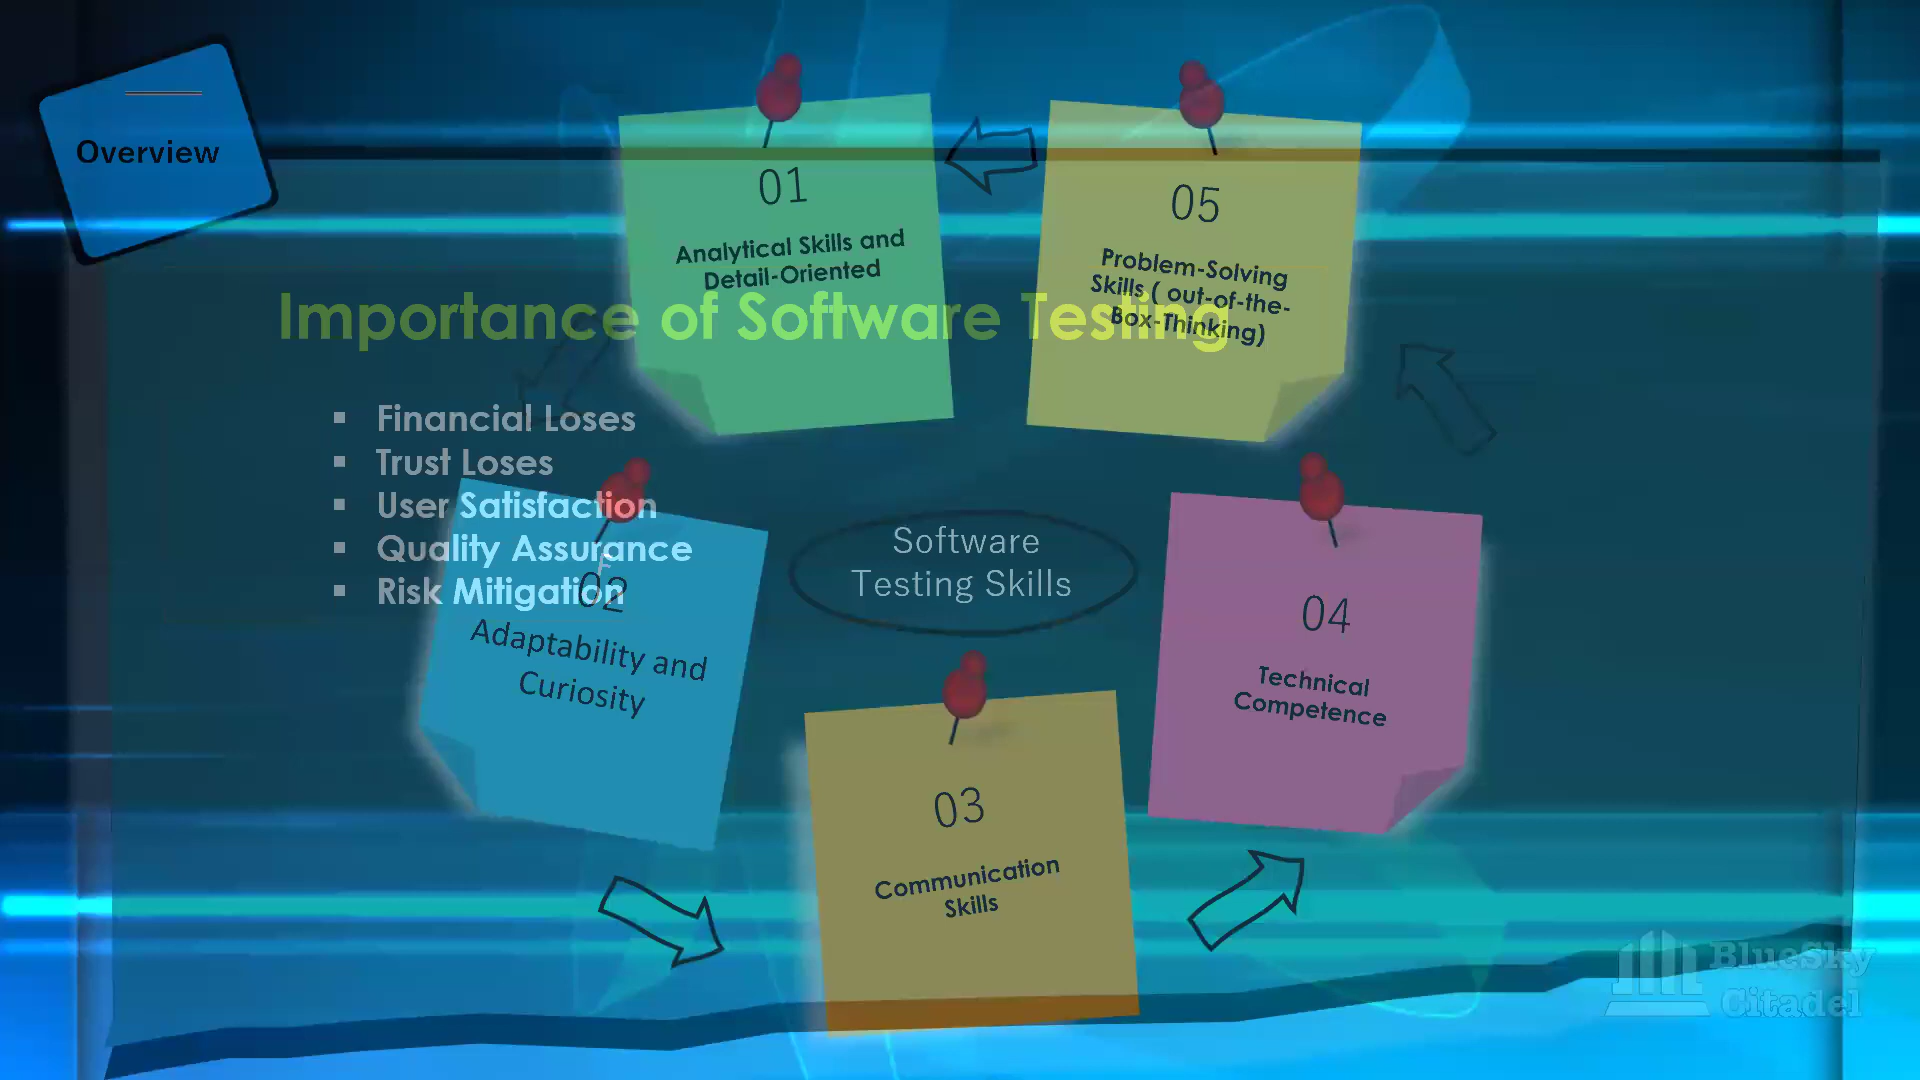 Overview
01
Analytical Skills and
Detail-Oriented
05
Problem-Solving
Skills ( out-of-the-
Box-Thinking)
Importance of Software Testing
▪ Financial Loses
▪ Trust Loses
▪ User Satisfaction
▪ Quality Assurance
▪ Risk Mitigation
Software
Testing Skills
02
Adaptability and
Curiosity
03
Communication
Skills
04
Technical
Competence
BlueSky
Citadel